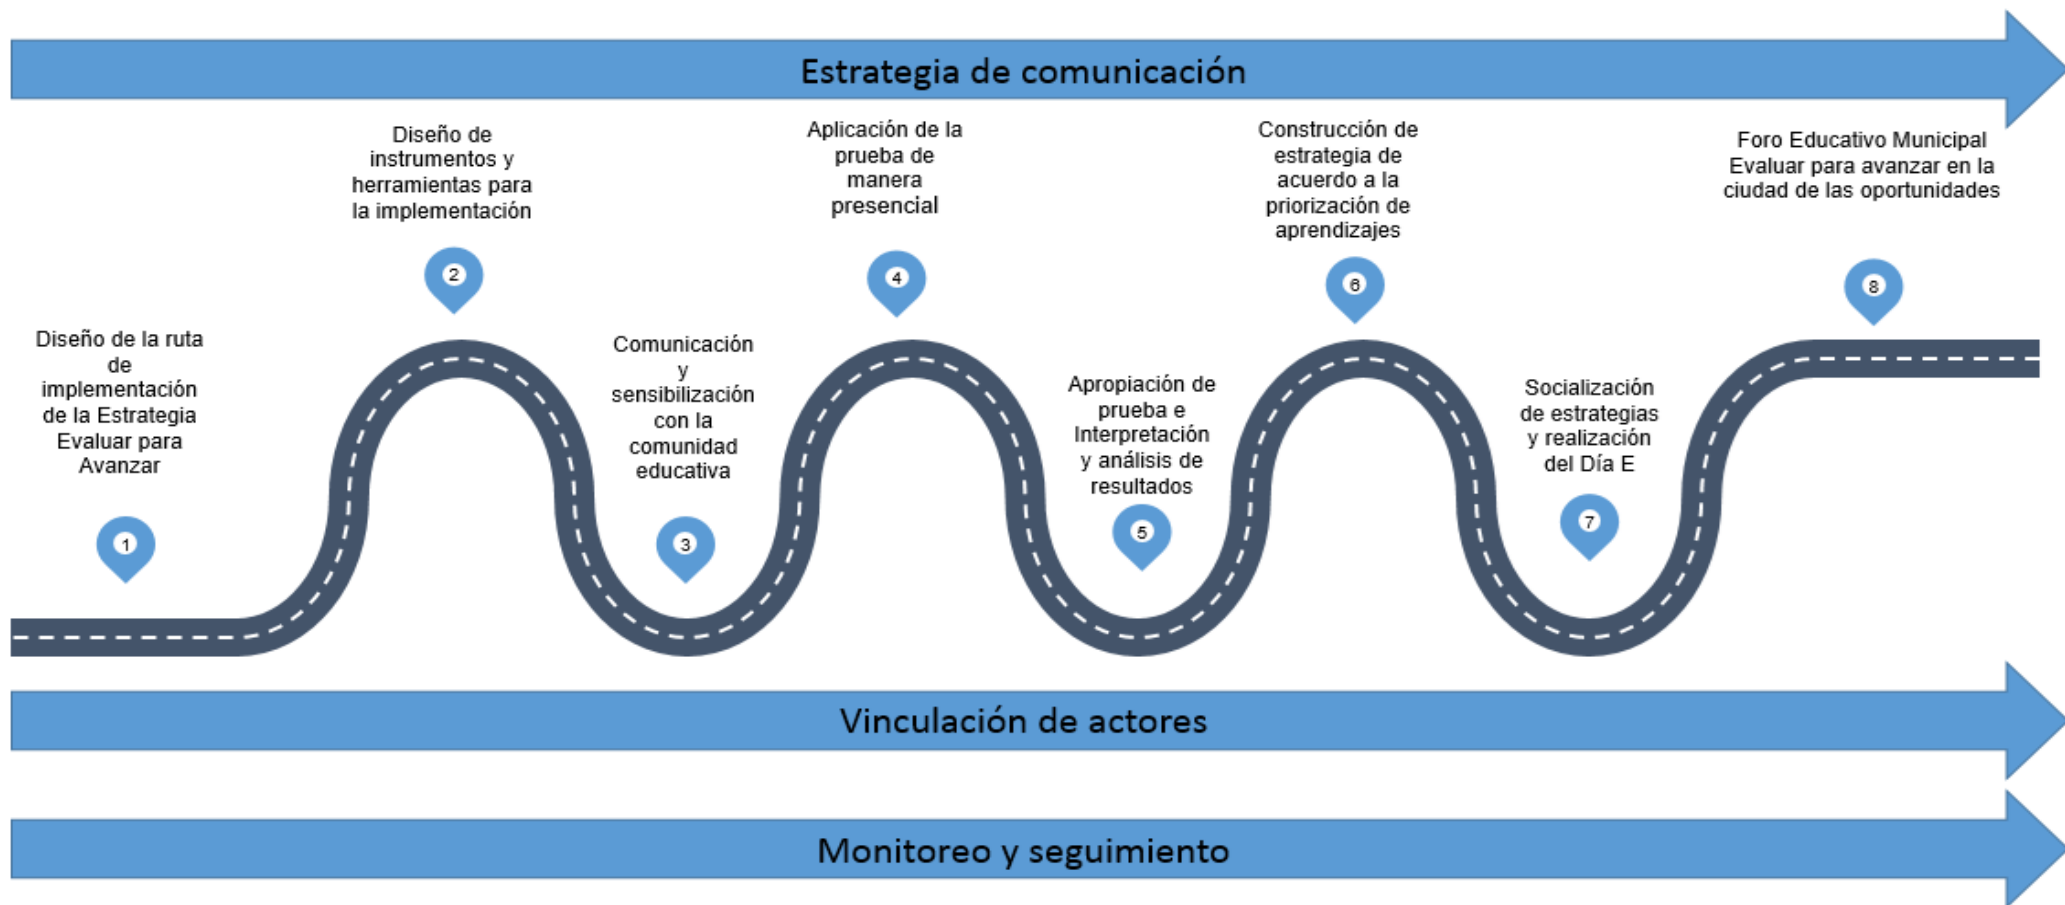 Estrategia de comunicación
Diseño de la ruta
de
implementación
de la Estrategia
Evaluar para
Avanzar
1
Diseño de
instrumentos y
herramientas para
la implementación
2
Comunicación
y
sensibilización
con la
comunidad
educativa
3
Aplicación de la
prueba de
manera
presencial
4
Apropiación de
prueba e
Interpretación
y análisis de
resultados
5
Construcción de
estrategia de
acuerdo a la
priorización de
aprendizajes
6
Socialización
de estrategias
y realización
del Día E
7
Foro Educativo Municipal
Evaluar para avanzar en la
ciudad de las oportunidades
8
Vinculación de actores
Monitoreo y seguimiento